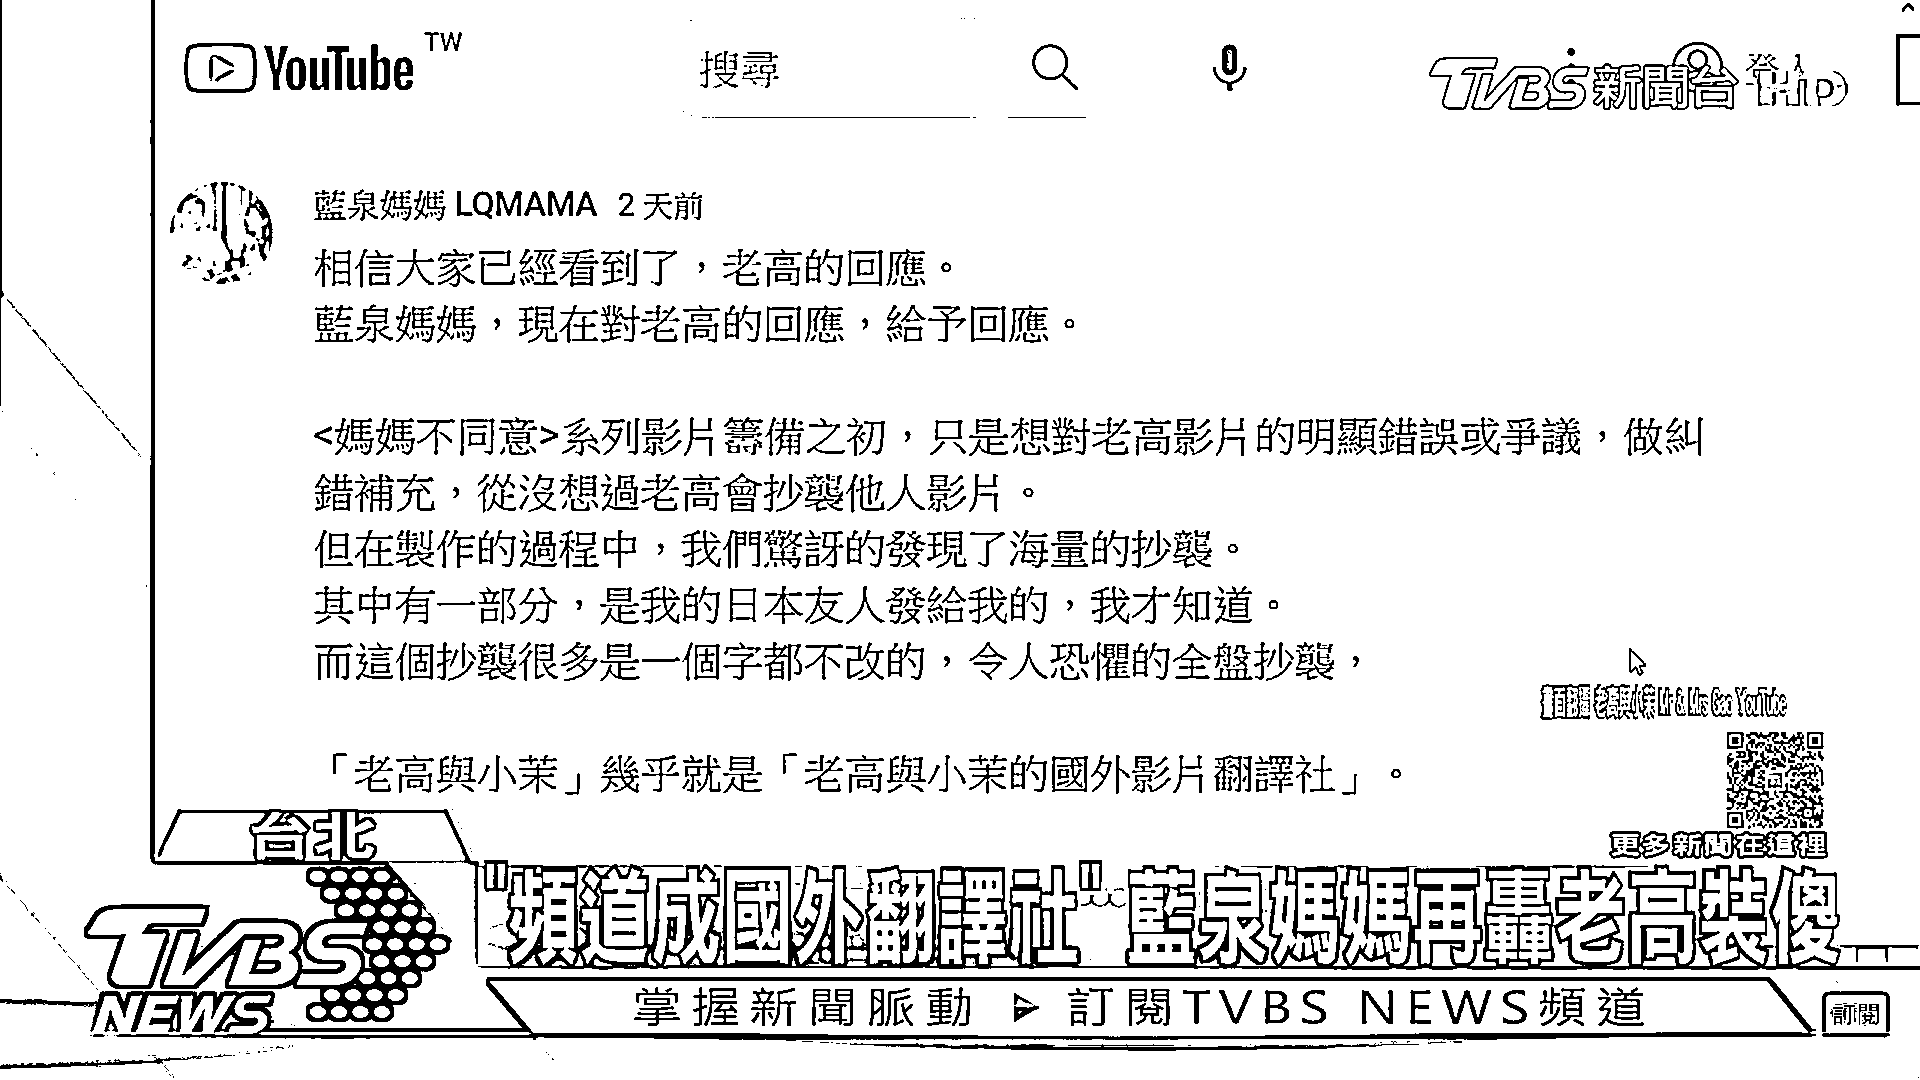 YouTube TW
搜尋
TVBS新聞台
藍泉媽媽 LQMAMA 2 天前
相信大家已經看到了，老高的回應。
藍泉媽媽，現在對老高的回應，給予回應。
<媽媽不同意>系列影片籌備之初，只是想對老高影片的明顯錯誤或爭議，做糾
錯補充，從沒想過老高會抄襲他人影片。
但在製作的過程中，我們驚訝的發現了海量的抄襲。
其中有一部分，是我的日本友人發給我的，我才知道。
而這個抄襲很多是一個字都不改的，令人恐懼的全盤抄襲，
「老高與小茉」幾乎就是「老高與小茉的國外影片翻譯社」。
畫面翻攝 老高與小茉 Mr & Mrs Gao YouTube
更多新聞在這裡
台北
"頻道成國外翻譯社" 藍泉媽媽再轟老高裝傻
TVBS
NEWS
掌握新聞脈動 ▷ 訂閱TVBS NEWS頻道
訂閱